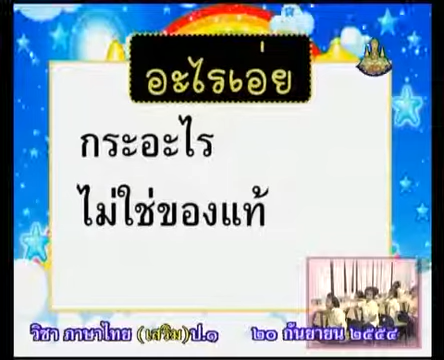 อะไรเอ่ย
กระอะไร
ไม่ใช่ของแท้
วิชา ภาษาไทย (เสริม)ป.๑
๒๐ กันยายน ๒๕๕๔